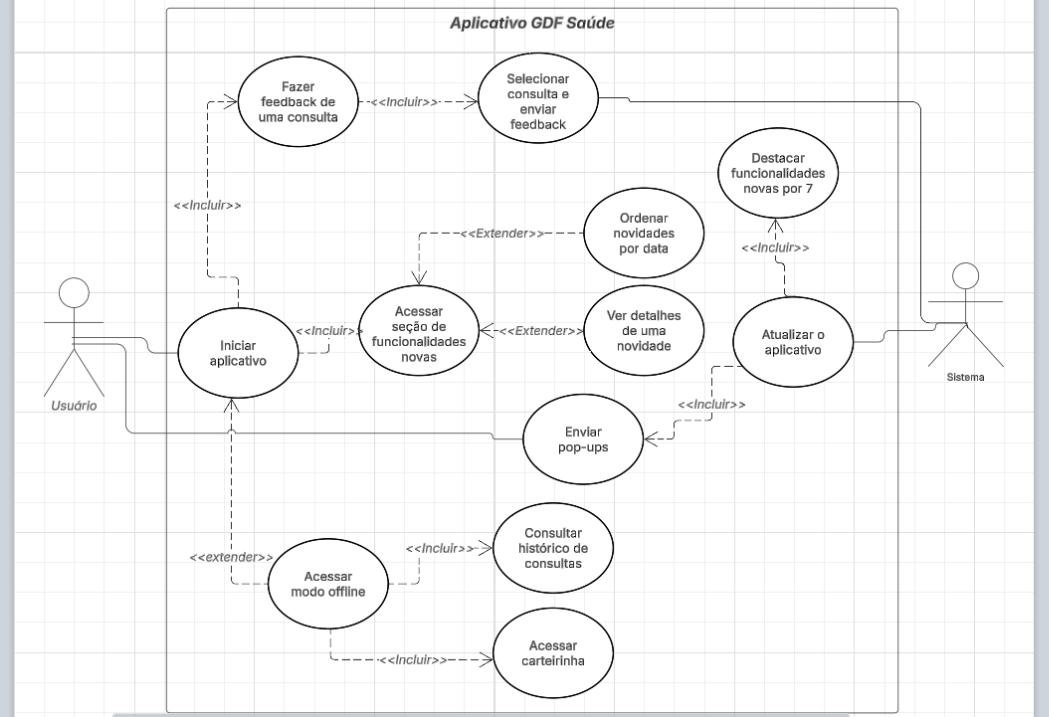 Aplicativo GDF Saúde
Fazer
feedback de
uma consulta
<<Incluir>>
Selecionar
consulta e
enviar
feedback
Destacar
funcionalidades
novas por 7
<<Incluir>>
<<Incluir>>
Ordenar
novidades
por data
<<Extender>>
Acessar
seção de
funcionalidades
novas
<<Extender>>
Ver detalhes
de uma
novidade
Iniciar
aplicativo
<<Incluir>>
Atualizar o
aplicativo
Sistema
Usuário
<<Incluir>>
Enviar
pop-ups
<<extender>>
Acessar
modo offline
<<Incluir>>
Consultar
histórico de
consultas
<<Incluir>>
Acessar
carteirinha